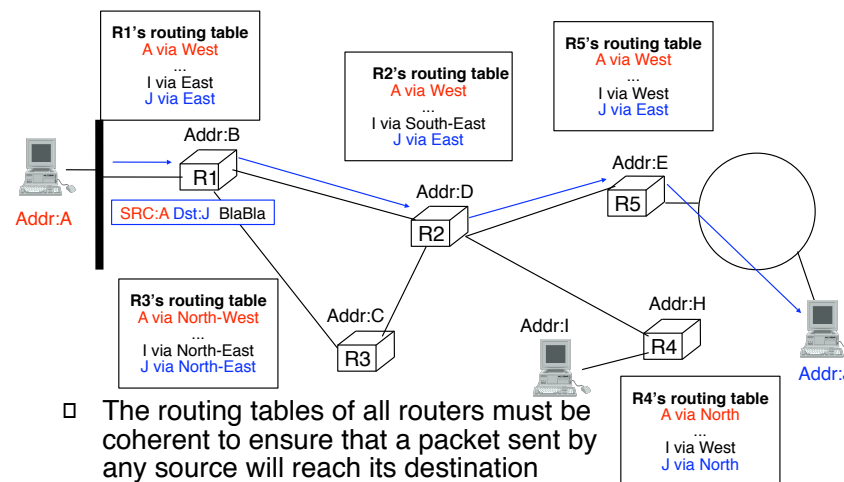 R1's routing table
A via West
...
I via East
J via East
R2's routing table
A via West
...
I via South-East
J via East
R5's routing table
A via West
...
I via West
J via East
Addr:B
R1
Addr:A
SRC:A Dst:J BlaBla
Addr:D
R2
Addr:E
R5
R3's routing table
A via North-West
...
I via North-East
J via North-East
Addr:C
R3
Addr:I
Addr:H
R4
Addr:J
R4's routing table
A via North
...
I via West
J via North
The routing tables of all routers must be
coherent to ensure that a packet sent by
any source will reach its destination